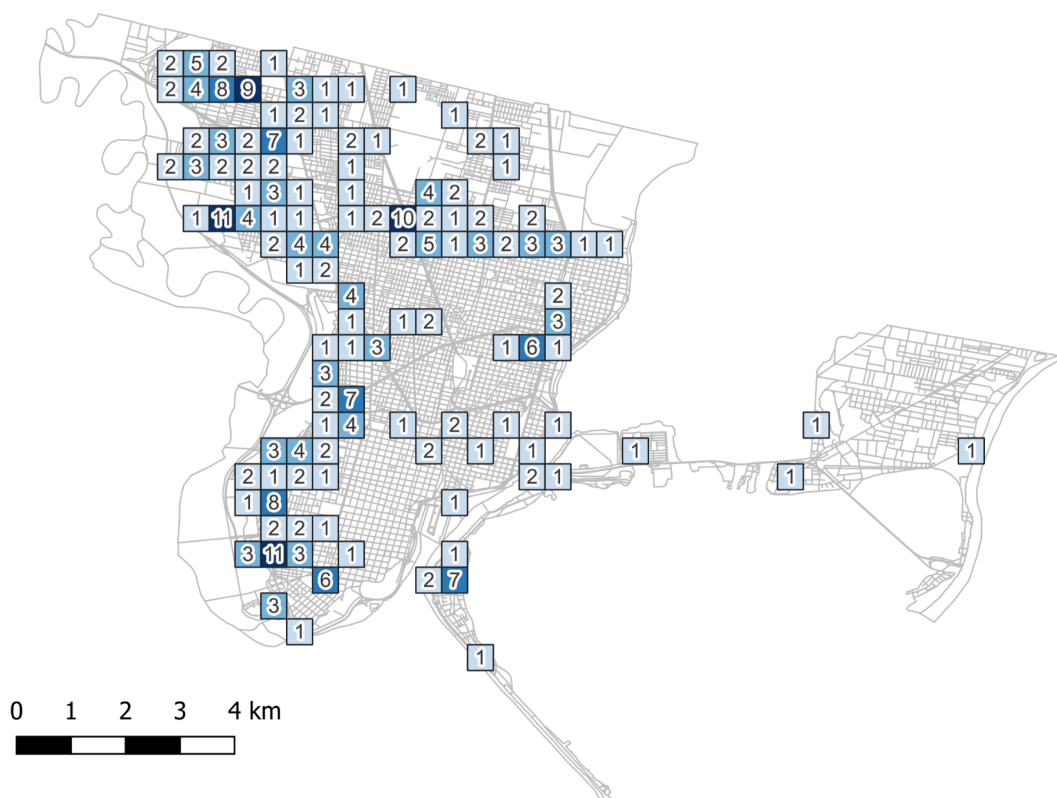 2 5 2 1
2 4 8 9 3 1 1 1
1 2 1 1
2 3 2 7 1 2 1 2 1
2 3 2 2 2 1 1
1 3 1 1 4 2
1 11 4 1 1 1 2 10 2 1 2 2
2 4 4 2 5 1 3 2 3 3 1 1
1 2
4 2
1 1 2 3
1 1 3 1 6 1
3
2 7
1 4 1 2 1 1 1
3 4 2 2 1 1 1 1
2 1 2 1 2 1 1
1 8 1
2 2 1
3 11 3 1 1
6 2 7
3
1
1
0 1 2 3 4 km